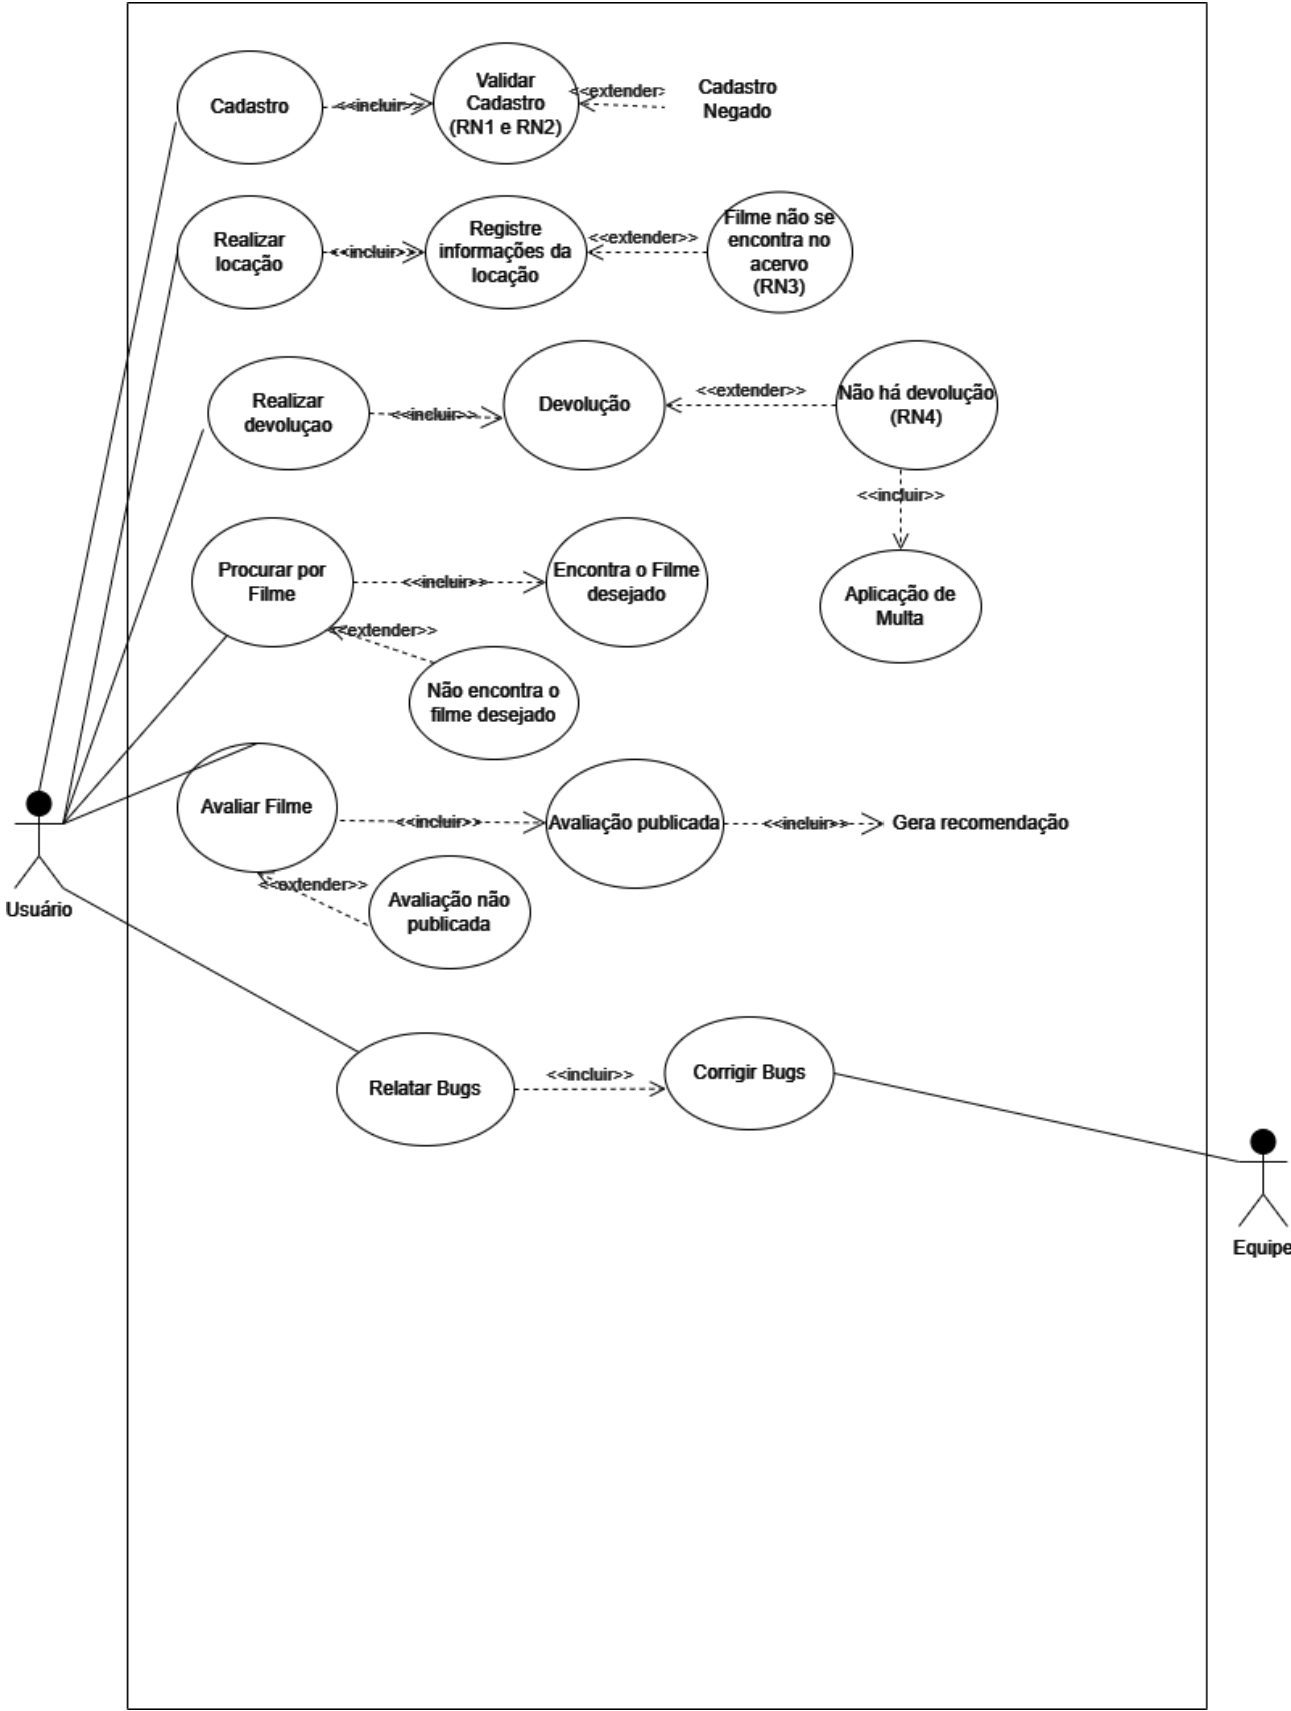 Cadastro
<<incluir>>
Validar
Cadastro
(RN1 e RN2)
<<extender>
Cadastro
Negado
Realizar
locação
<<incluir>>
Registre
informações da
locação
<<extender>>
Filme não se
encontra no
acervo
(RN3)
Realizar
devoluçao
<<incluir>>
Devolução
<<extender>>
Não há devolução
(RN4)
<<incluir>>
Aplicação de
Multa
Procurar por
Filme
<<incluir>>
Encontra o Filme
desejado
<<extender>>
Não encontra o
filme desejado
Avaliar Filme
<<incluir>>
Avaliação publicada
<<incluir>>
Gera recomendação
<<extender>>
Avaliação não
publicada
Usuário
Relatar Bugs
<<incluir>>
Corrigir Bugs
Equipe